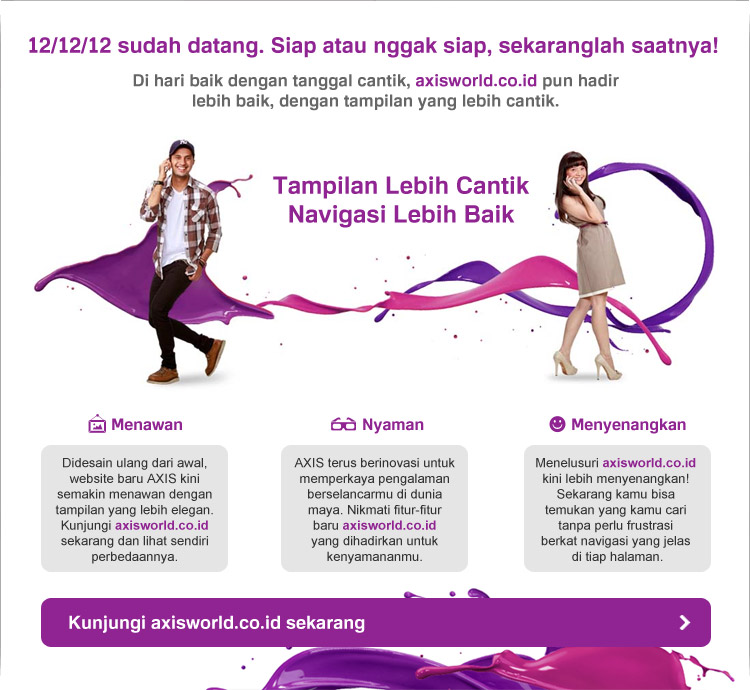 12/12/12 sudah datang. Siap atau nggak siap, sekaranglah saatnya!
Di hari baik dengan tanggal cantik, axisworld.co.id pun hadir
lebih baik, dengan tampilan yang lebih cantik.
Tampilan Lebih Cantik
Navigasi Lebih Baik
Menawan
Didesain ulang dari awal,
website baru AXIS kini
semakin menawan dengan
tampilan yang lebih elegan.
Kunjungi axisworld.co.id
sekarang dan lihat sendiri
perbedaannya.
Nyaman
AXIS terus berinovasi untuk
memperkaya pengalaman
berselancarmu di dunia
maya. Nikmati fitur-fitur
baru axisworld.co.id
yang dihadirkan untuk
kenyamananmu.
Menyenangkan
Menelusuri axisworld.co.id
kini lebih menyenangkan!
Sekarang kamu bisa
temukan yang kamu cari
tanpa perlu frustrasi
berkat navigasi yang jelas
di tiap halaman.
Kunjungi axisworld.co.id sekarang